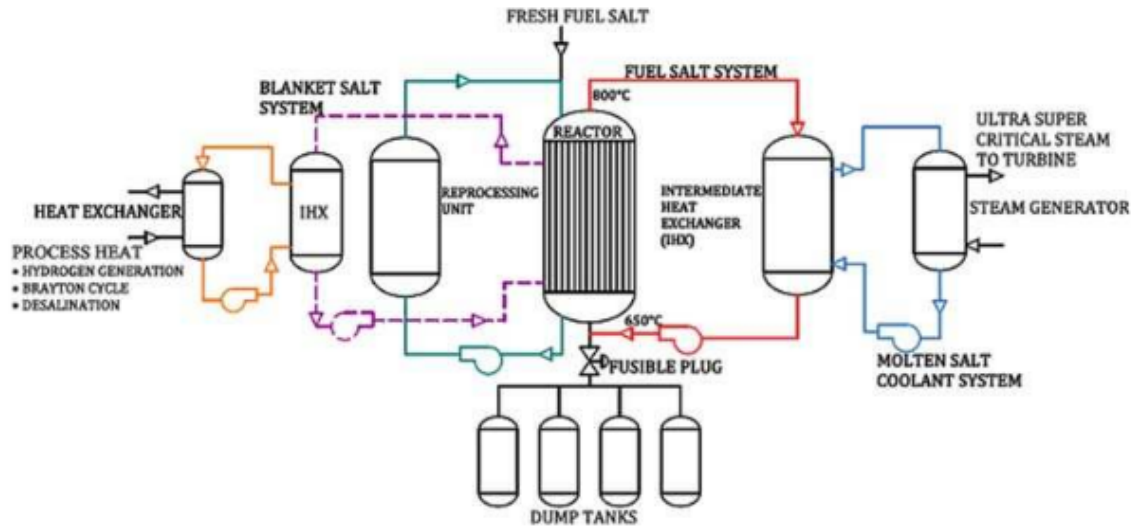 FRESH FUEL SALT
BLANKET SALT
SYSTEM
FUEL SALT SYSTEM
800°C
REACTOR
ULTRA SUPER
CRITICAL STEAM
TO TURBINE
IHX
REPROCESSING
UNIT
INTERMEDIATE
HEAT
EXCHANGER
(IHX)
HEAT EXCHANGER
STEAM GENERATOR
PROCESS HEAT
• HYDROGEN GENERATION
• BRAYTON CYCLE
• DESALINATION
650°C
FUSIBLE PLUG
MOLTEN SALT
COOLANT SYSTEM
DUMP TANKS